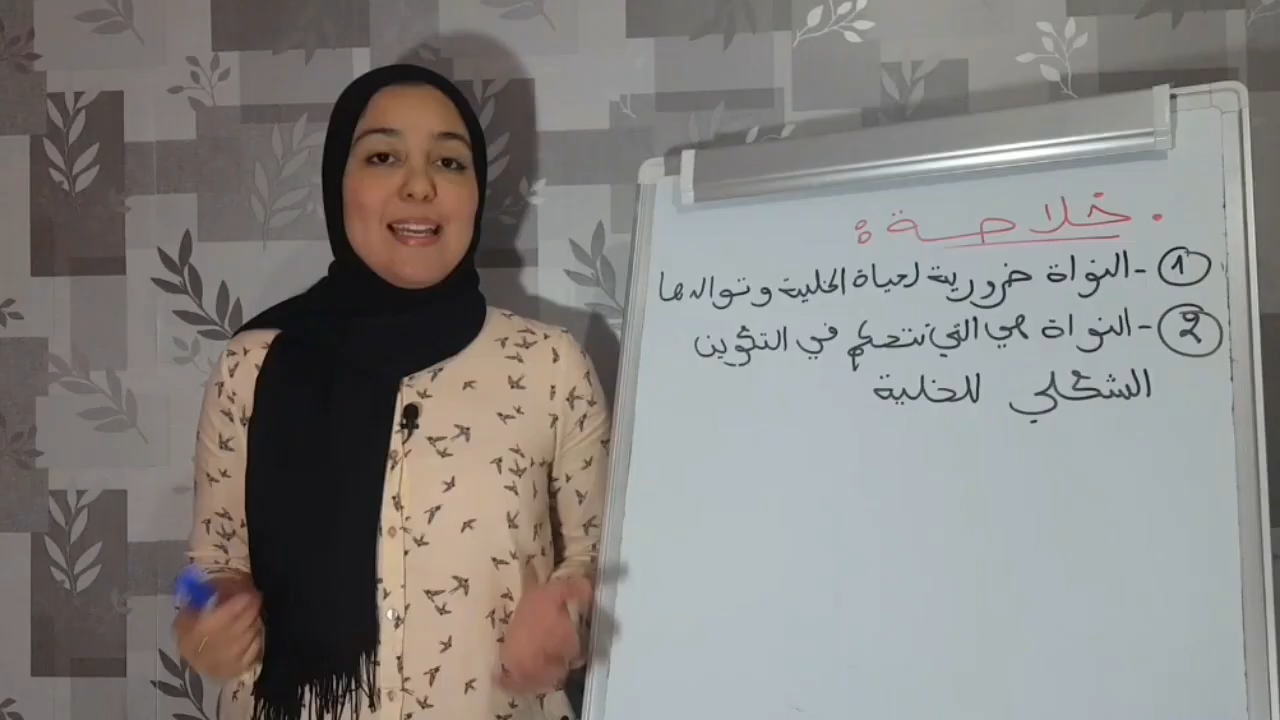 . خلاصة :
① - النواة ضرورية لحياة الخلية وتوالدها
② - النواة هي التي تتحكم في التكوين
الشكلي للخلية